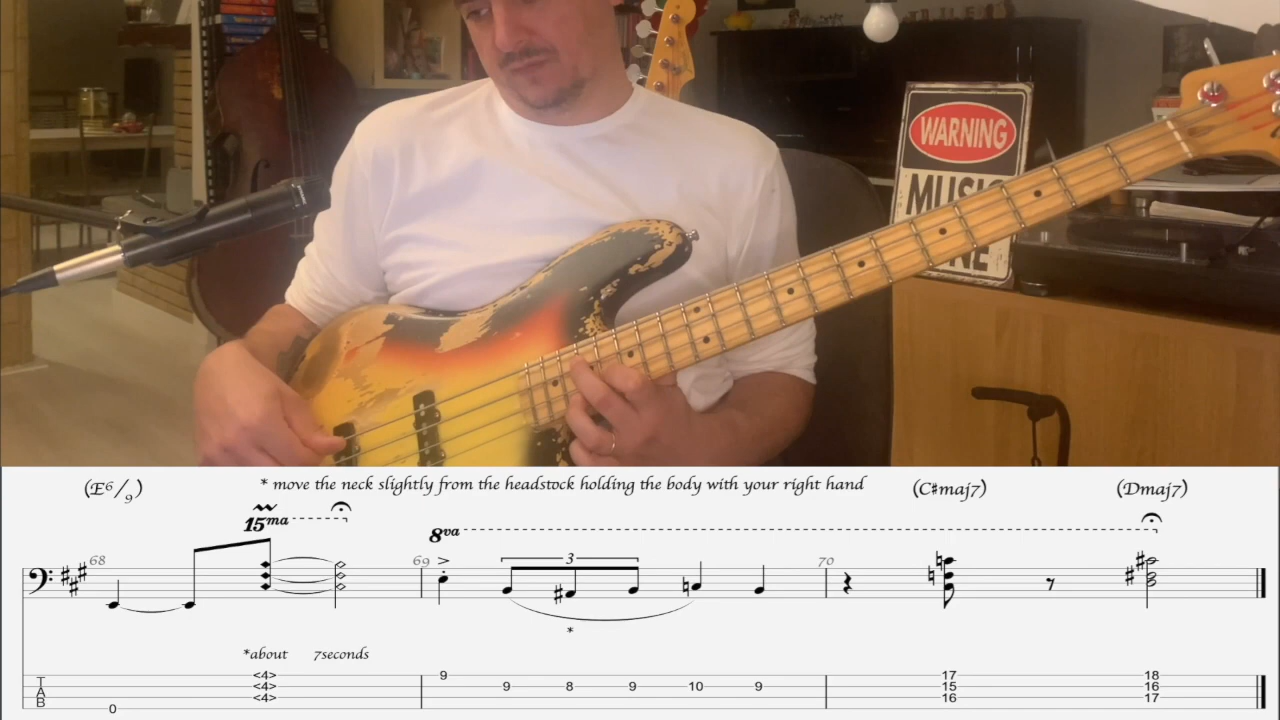 WARNING
MUSIC
(E6/9)
* move the neck slightly from the headstock holding the body with your right hand
(C#maj7)
(Dmaj7)
15ma
8va
68
69
3
70
*
*about 7seconds
T
A
B
<4>
<4>
<4>
0
9
9 8 9 10 9
17
15
16
18
16
17